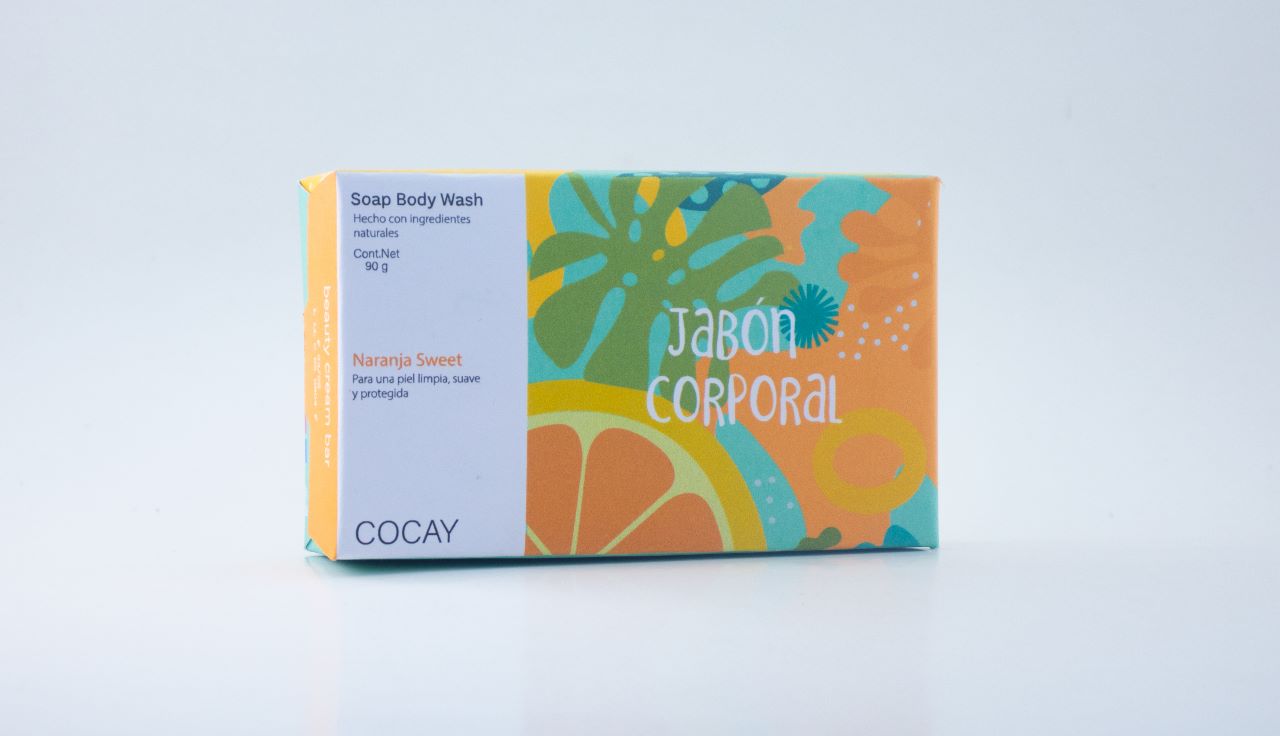 Soap Body Wash
Hecho con ingredientes
naturales
Cont.Net
90 g
Naranja Sweet
Para una piel limpia, suave
y protegida
COCAY
Jabón
CORPORal
beauty cream bar